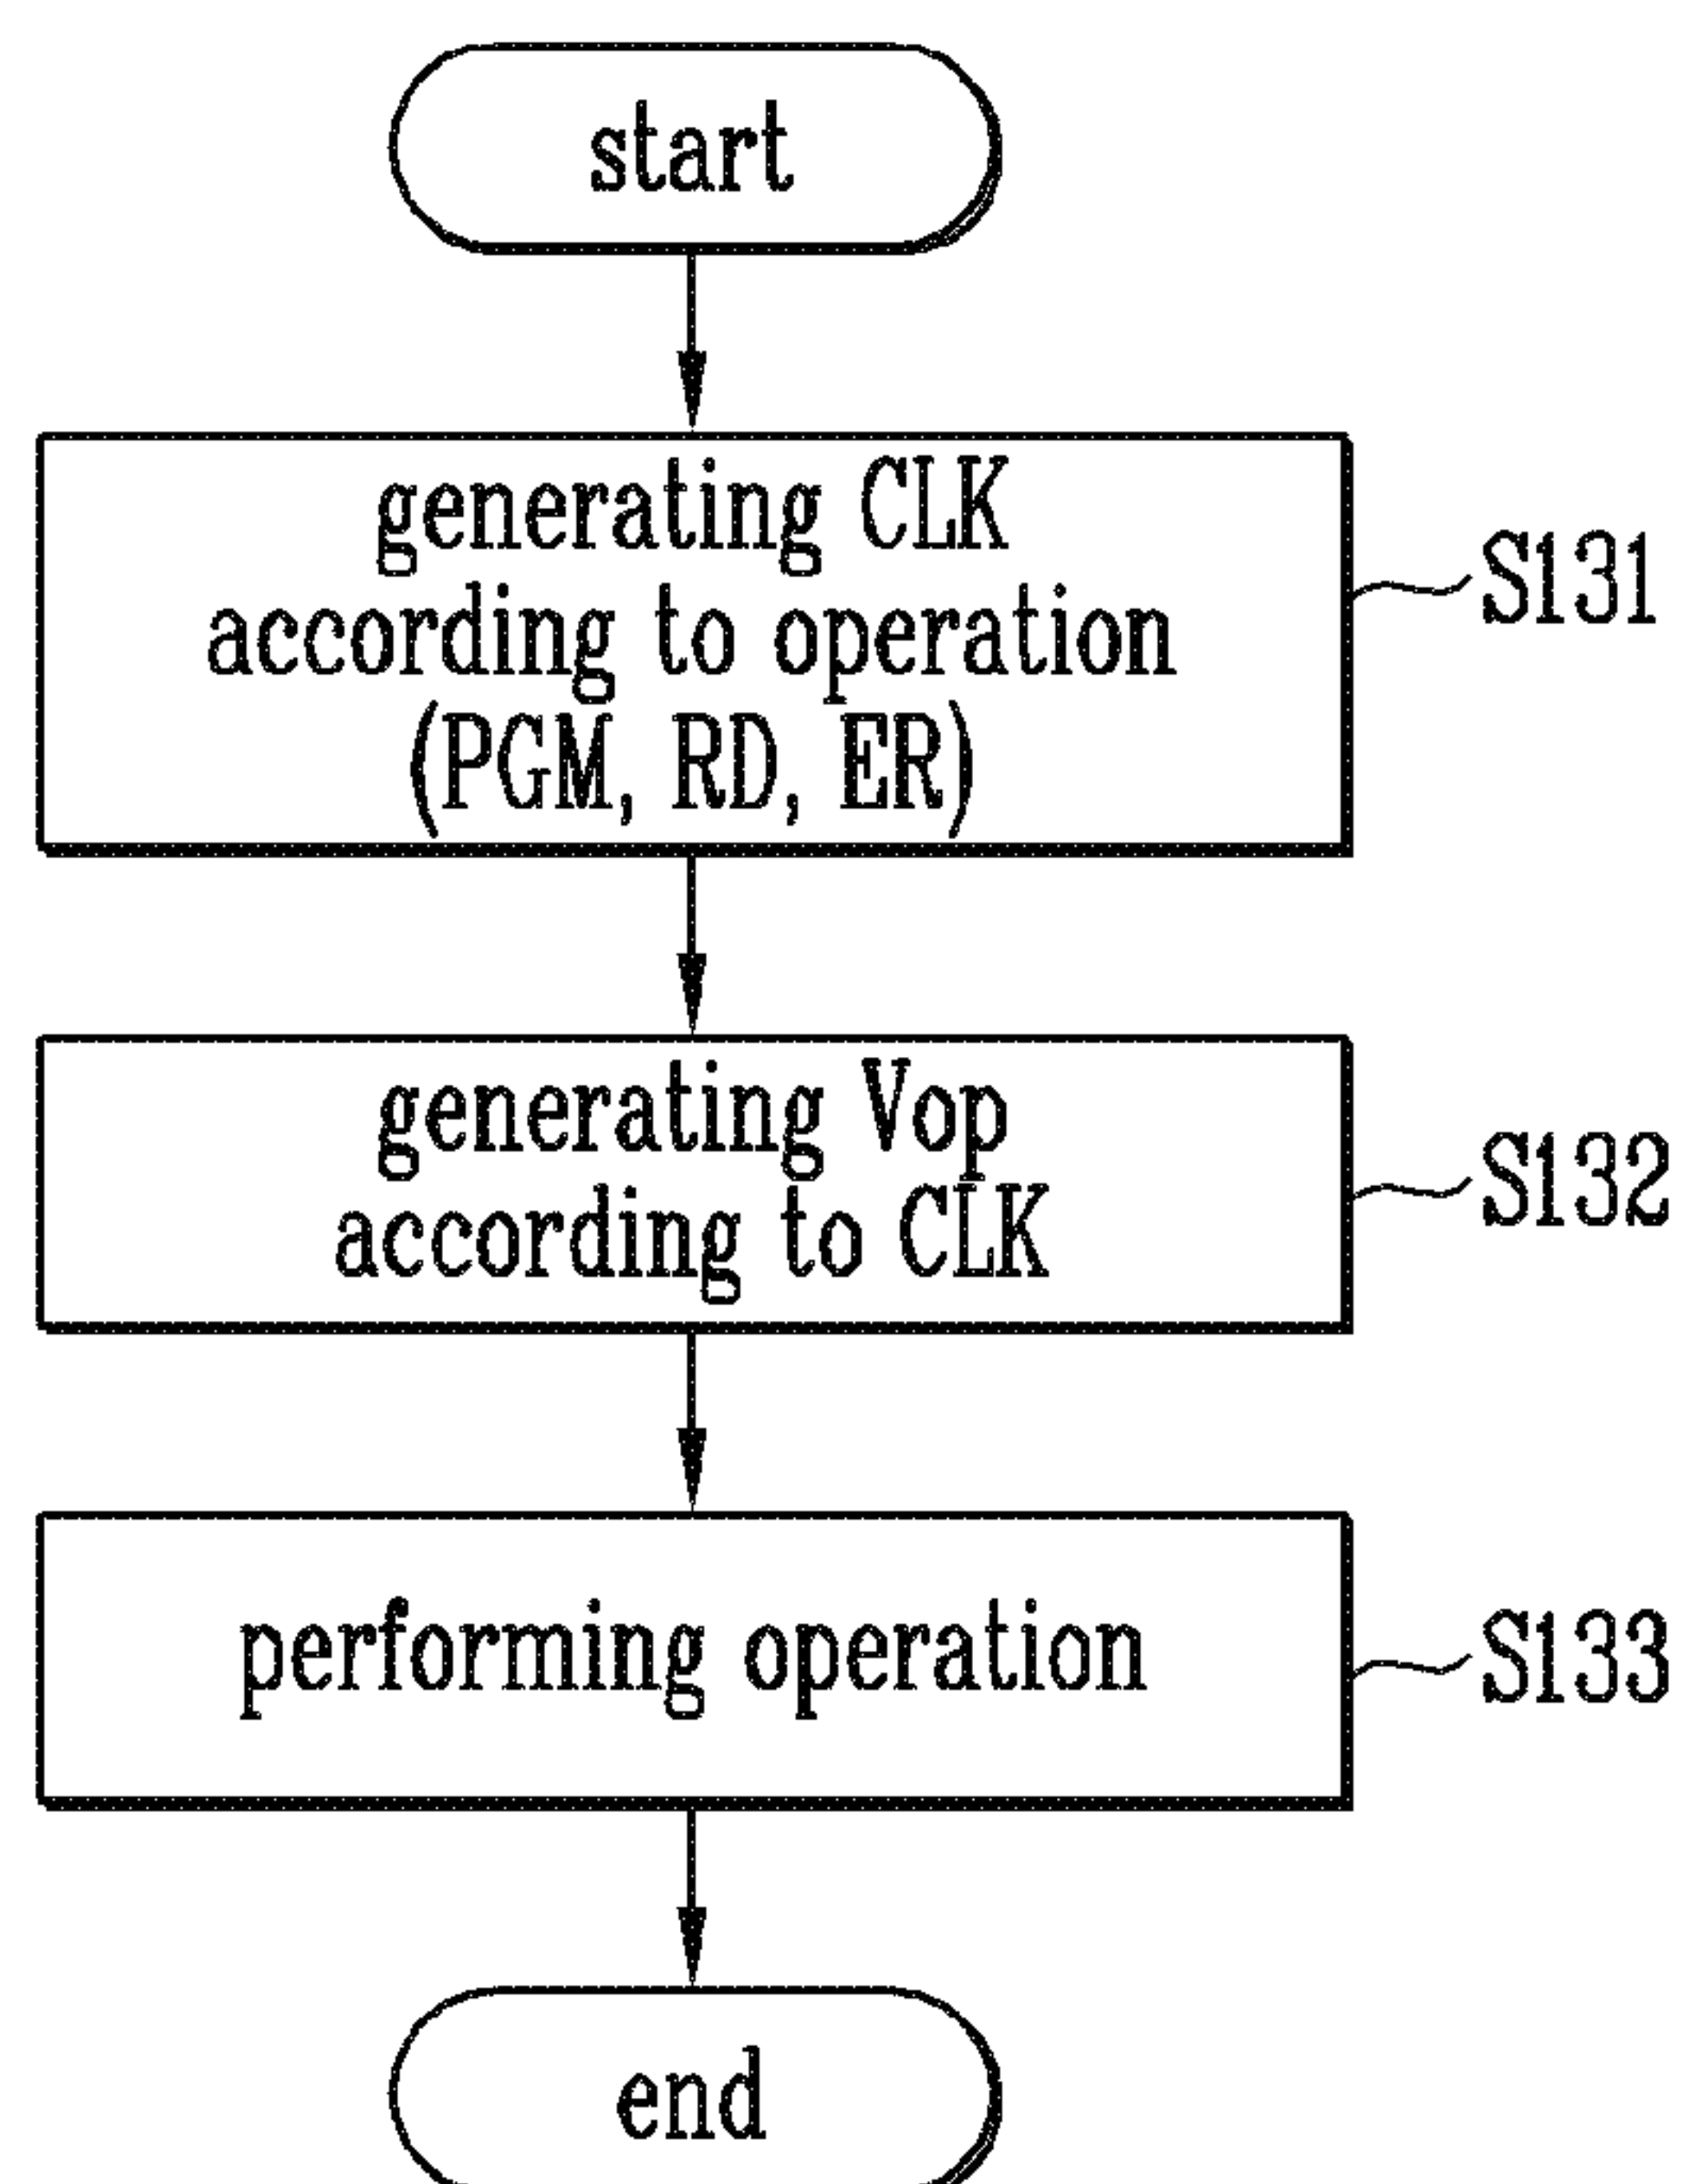 start
generating CLK
according to operation
(PGM, RD, ER)
S131
generating Vop
according to CLK
S132
performing operation
S133
end